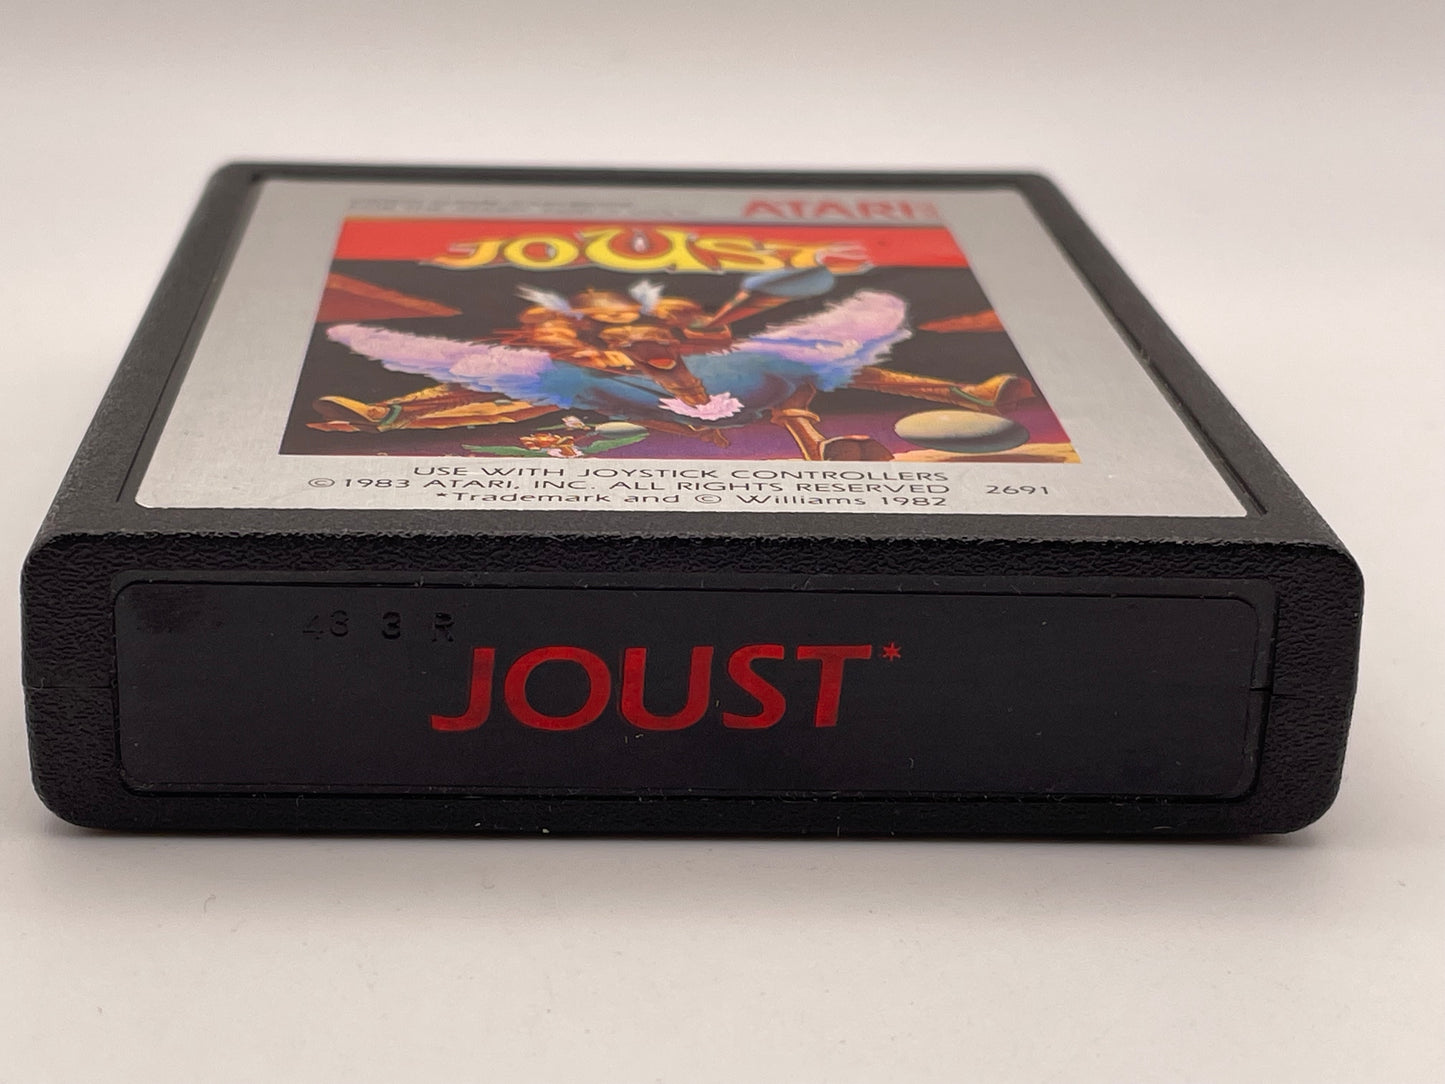 ATARI
JOUST
USE WITH JOYSTICK CONTROLLERS
© 1983 ATARI, INC. ALL RIGHTS RESERVED 2691
*Trademark and © Williams 1982
43 3 R
JOUST*